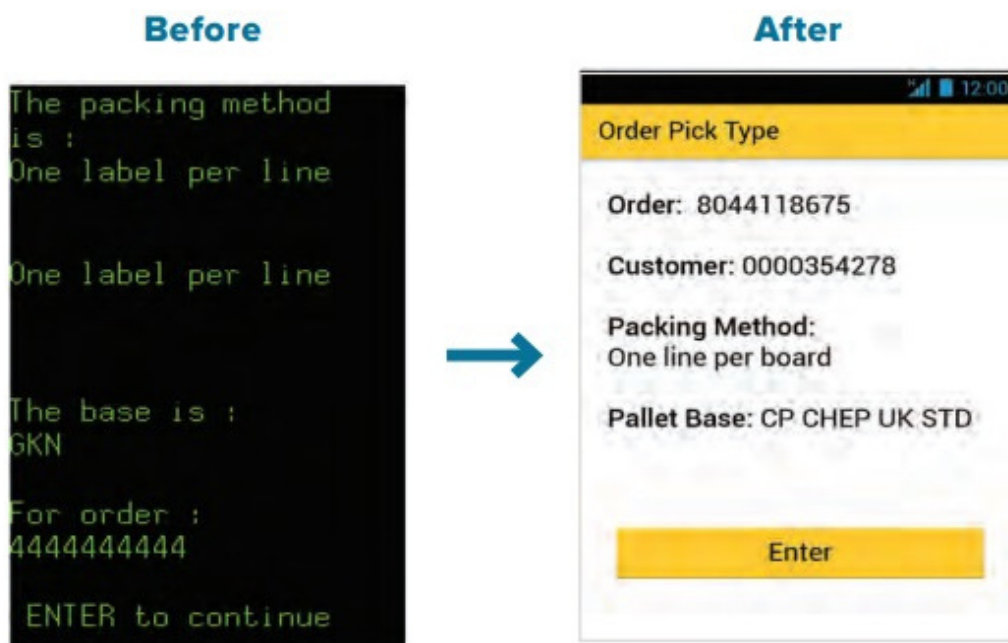 Before
The packing method
is :
One label per line
One label per line
The base is :
GKN
For order :
4444444444
ENTER to continue
After
H
12:00
Order Pick Type
Order: 8044118675
Customer: 0000354278
Packing Method:
One line per board
Pallet Base: CP CHEP UK STD
Enter